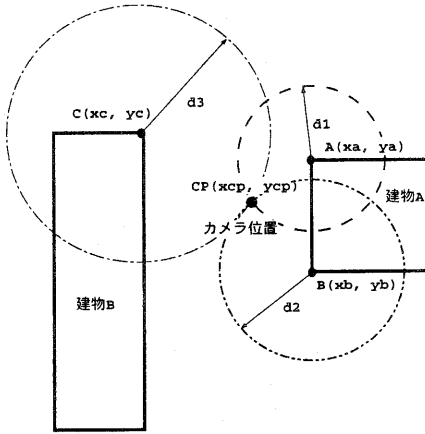 C(xc, yc)
d3
d1
A(xa, ya)
CP(xcp, ycp)
カメラ位置
建物A
建物B
B(xb, yb)
d2